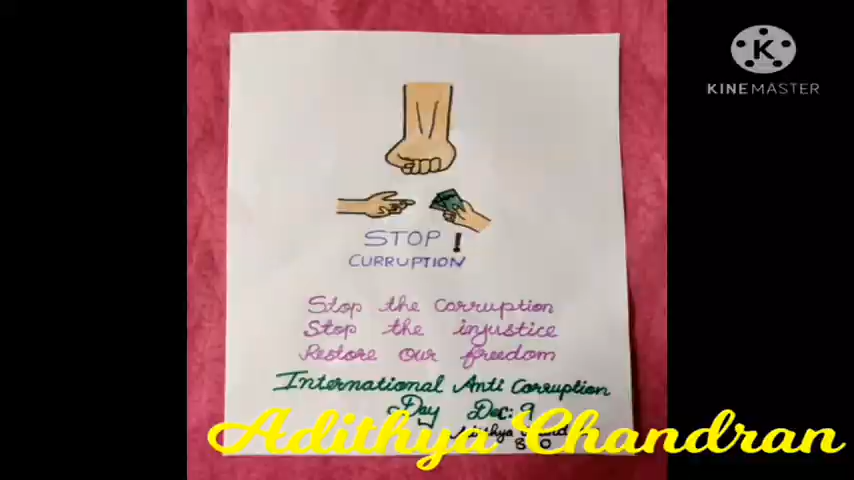 KINEMASTER
STOP !
CURRUPTION
Stop the corruption
Stop the injustice
Restore our freedom
International Anti Corruption
Day Dec: 9
Adithya
Adithya Chandran